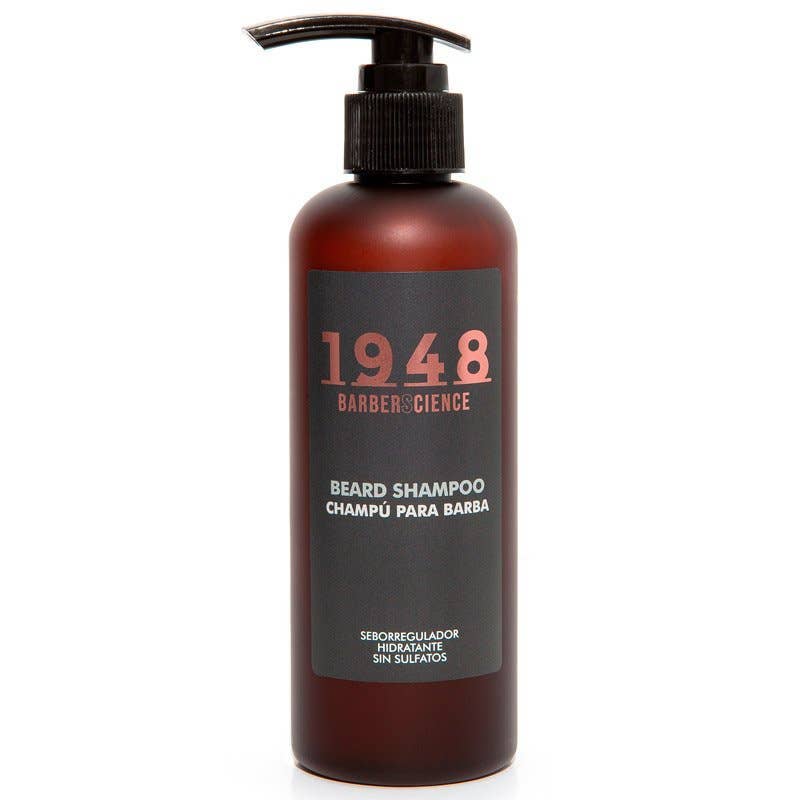 1948
BARBERSCIENCE
BEARD SHAMPOO
CHAMPÚ PARA BARBA
SEBORREGULADOR
HIDRATANTE
SIN SULFATOS